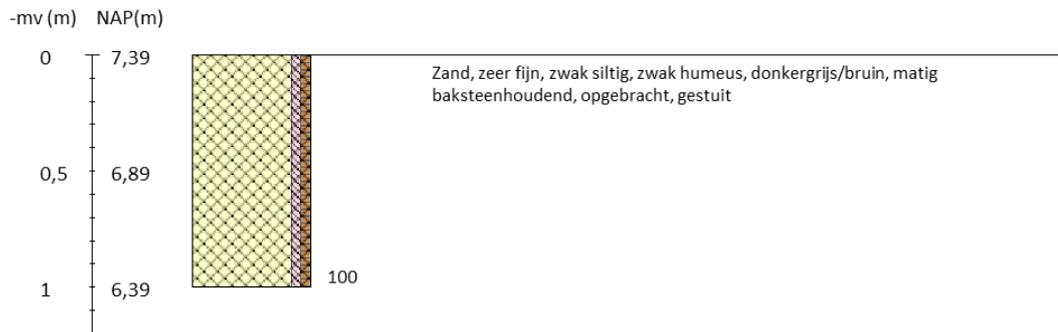 -mv (m) NAP(m)
0 7,39
Zand, zeer fijn, zwak siltig, zwak humeus, donkergrijs/bruin, matig
baksteenhoudend, opgebracht, gestuit
0,5 6,89
100
1 6,39